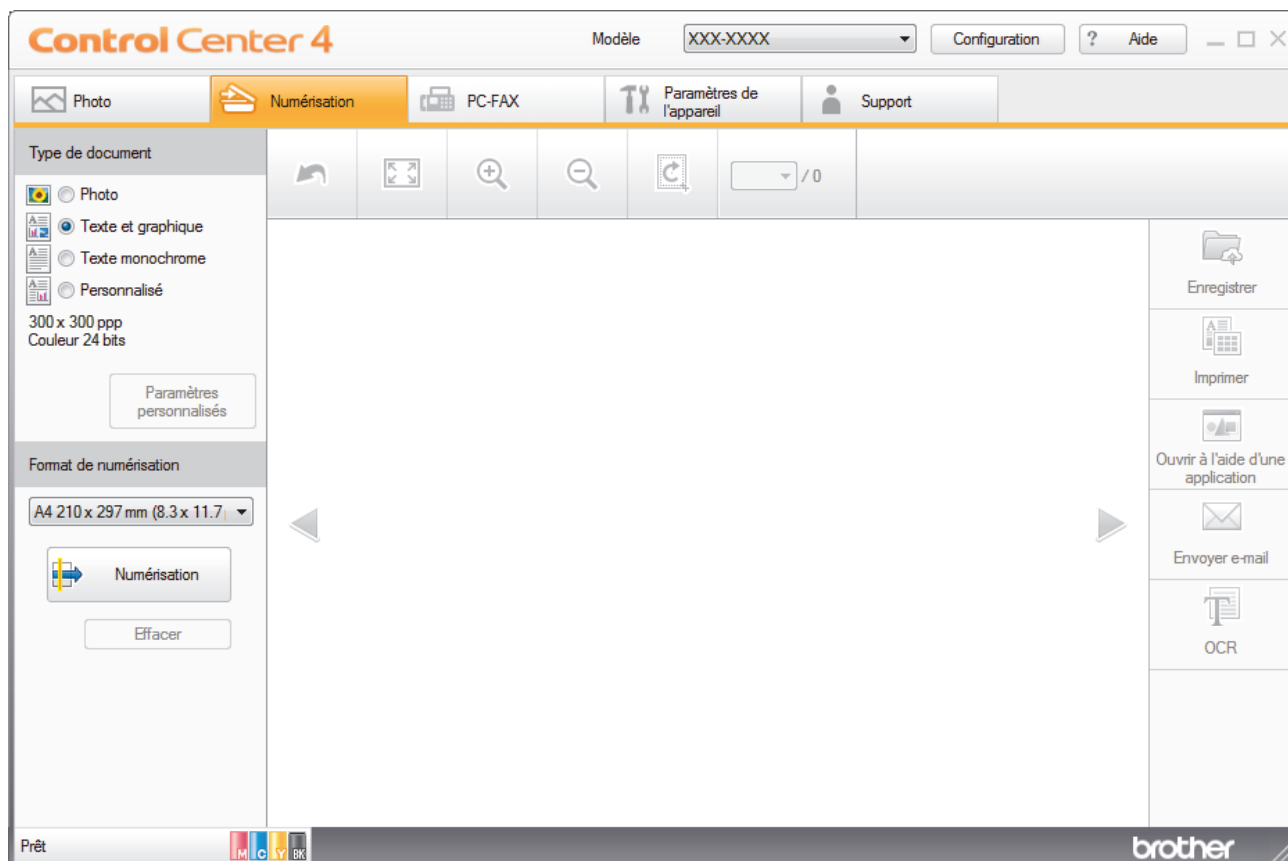 Control Center 4
Modèle
XXX-XXXX
Configuration
? Aide
Photo
Numérisation
PC-FAX
Paramètres de
l'appareil
Support
Type de document
Photo
Texte et graphique
Texte monochrome
Personnalisé
300 x 300 ppp
Couleur 24 bits
Paramètres
personnalisés
Format de numérisation
A4 210 x 297 mm (8.3 x 11.7
Numérisation
Effacer
/ 0
Enregistrer
Imprimer
Ouvrir à l'aide d'une
application
Envoyer e-mail
OCR
Prêt
M C Y BK
brother